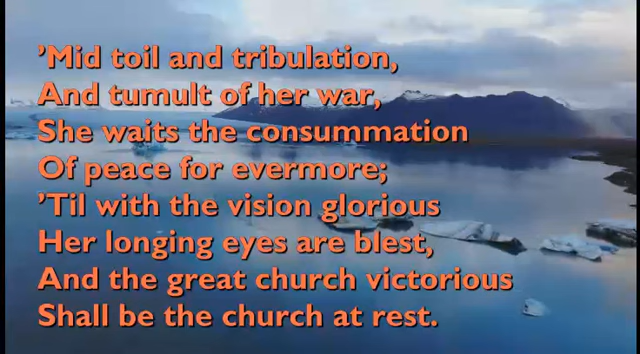 ’Mid toil and tribulation,
And tumult of her war,
She waits the consummation
Of peace for evermore;
’Til with the vision glorious
Her longing eyes are blest,
And the great church victorious
Shall be the church at rest.